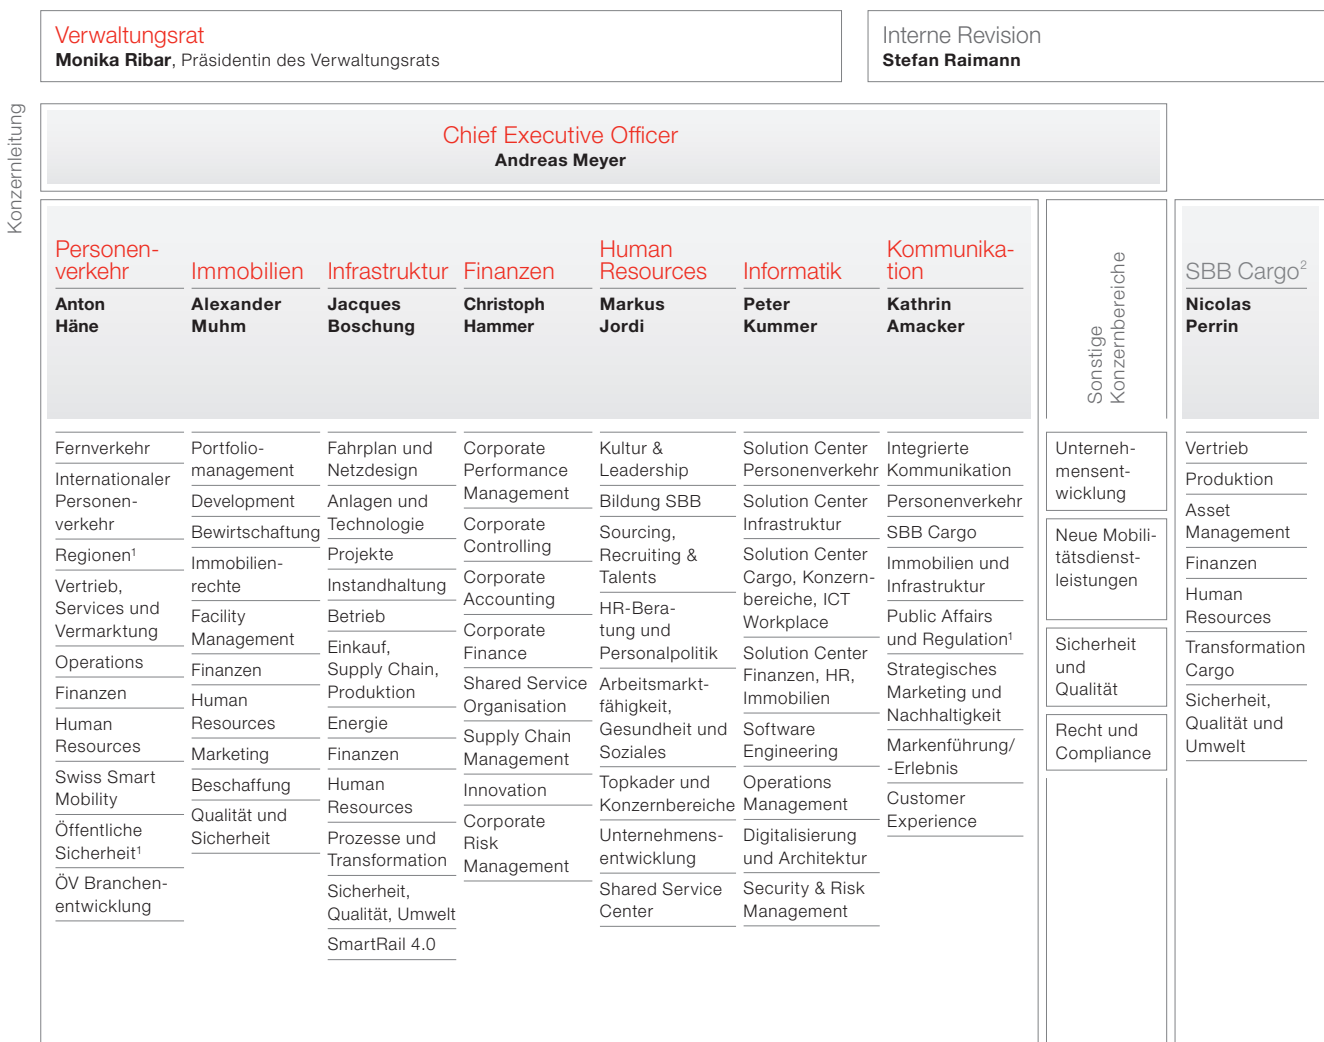 Verwaltungsrat
Monika Ribar, Präsidentin des Verwaltungsrats
Interne Revision
Stefan Raimann
Konzernleitung
Chief Executive Officer
Andreas Meyer
Personen-
verkehr
Anton
Häne
Fernverkehr
Internationaler
Personen-
verkehr
Regionen¹
Vertrieb,
Services und
Vermarktung
Operations
Finanzen
Human
Resources
Swiss Smart
Mobility
Öffentliche
Sicherheit¹
ÖV Branchen-
entwicklung
Immobilien
Alexander
Muhm
Portfolio-
management
Development
Bewirtschaftung
Immobilien-
rechte
Facility
Management
Finanzen
Human
Resources
Marketing
Beschaffung
Qualität und
Sicherheit
Infrastruktur
Jacques
Boschung
Fahrplan und
Netzdesign
Anlagen und
Technologie
Projekte
Instandhaltung
Betrieb
Einkauf,
Supply Chain,
Produktion
Energie
Finanzen
Human
Resources
Prozesse und
Transformation
Sicherheit,
Qualität, Umwelt
SmartRail 4.0
Finanzen
Christoph
Hammer
Corporate
Performance
Management
Corporate
Controlling
Corporate
Accounting
Corporate
Finance
Shared Service
Organisation
Supply Chain
Management
Innovation
Corporate
Risk
Management
Human
Resources
Markus
Jordi
Kultur &
Leadership
Bildung SBB
Sourcing,
Recruiting &
Talents
HR-Bera-
tung und
Personalpolitik
Arbeitsmarkt-
fähigkeit,
Gesundheit und
Soziales
Topkader und
Konzernbereiche
Unternehmens-
entwicklung
Shared Service
Center
Informatik
Peter
Kummer
Solution Center
Personenverkehr
Solution Center
Infrastruktur
Solution Center
Cargo, Konzern-
bereiche, ICT
Workplace
Solution Center
Finanzen, HR,
Immobilien
Software
Engineering
Operations
Management
Digitalisierung
und Architektur
Security & Risk
Management
Kommunika-
tion
Kathrin
Amacker
Integrierte
Kommunikation
Personenverkehr
SBB Cargo
Immobilien und
Infrastruktur
Public Affairs
und Regulation¹
Strategisches
Marketing und
Nachhaltigkeit
Markenführung/
-Erlebnis
Customer
Experience
Sonstige
Konzernbereiche
Unterneh-
mensent-
wicklung
Neue Mobili-
tätsdienst-
leistungen
Sicherheit
und
Qualität
Recht und
Compliance
SBB Cargo²
Nicolas
Perrin
Vertrieb
Produktion
Asset
Management
Finanzen
Human
Resources
Transformation
Cargo
Sicherheit,
Qualität und
Umwelt